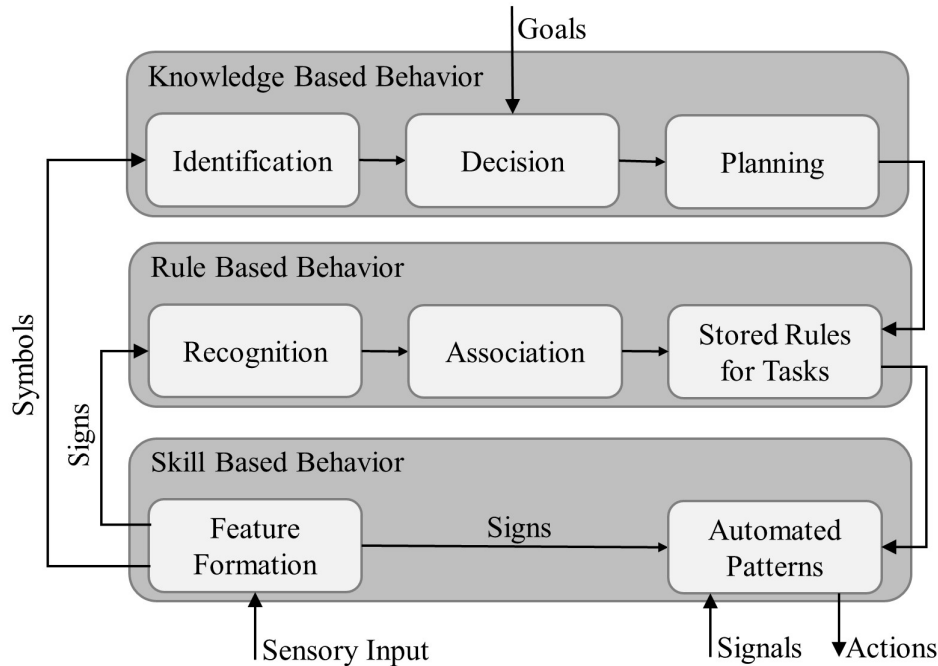 Goals
Knowledge Based Behavior
Identification
Decision
Planning
Rule Based Behavior
Recognition
Association
Stored Rules
for Tasks
Symbols
Signs
Skill Based Behavior
Feature
Formation
Signs
Automated
Patterns
Sensory Input
Signals
Actions